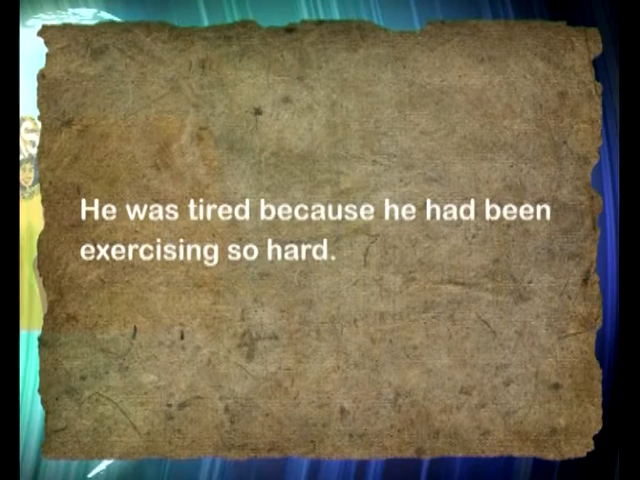 He was tired because he had been
exercising so hard.